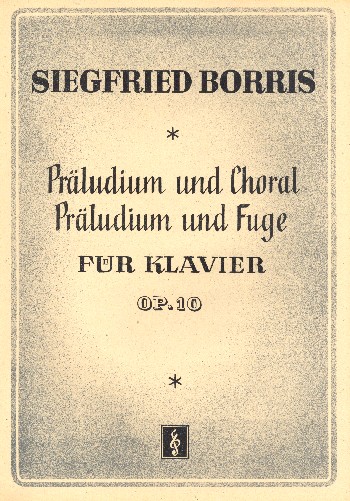 SIEGFRIED BORRIS
*
Präludium und Choral
Präludium und Fuge
FÜR KLAVIER
OP. 10
*